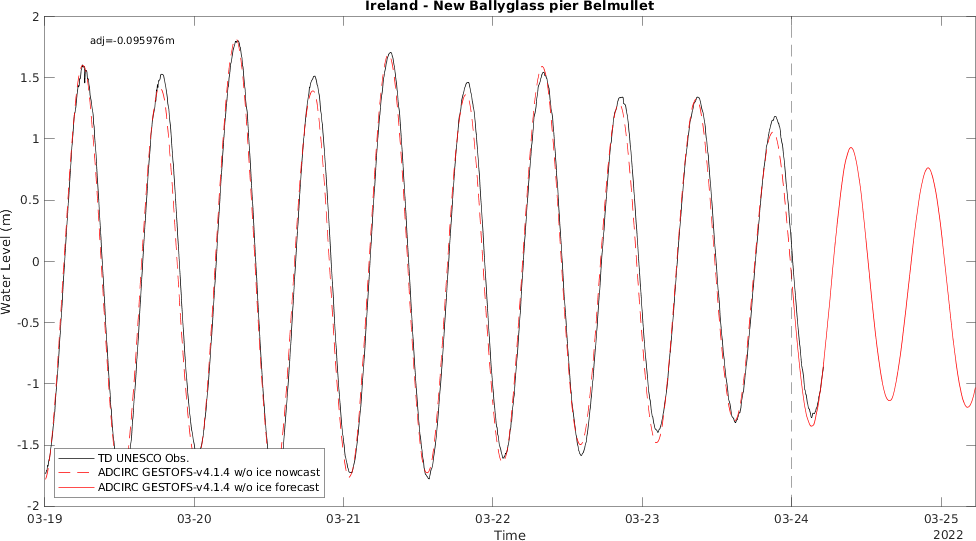 Ireland - New Ballyglass pier Belmullet
adj=-0.095976m
Water Level (m)
2
1.5
1
0.5
0
-0.5
-1
-1.5
-2
TD UNESCO Obs.
ADCIRC GESTOFS-v4.1.4 w/o ice nowcast
ADCIRC GESTOFS-v4.1.4 w/o ice forecast
03-19 03-20 03-21 03-22 03-23 03-24 03-25
Time
2022